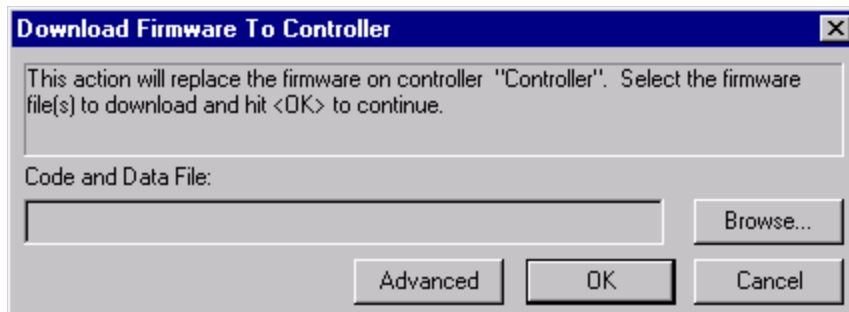 Download Firmware To Controller
This action will replace the firmware on controller "Controller". Select the firmware
file(s) to download and hit <OK> to continue.
Code and Data File:
Browse...
Advanced OK Cancel